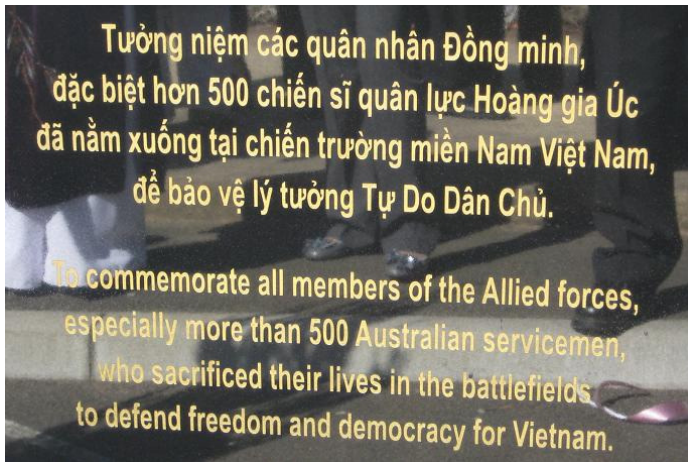 Tưởng niệm các quân nhân Đồng minh,
đặc biệt hơn 500 chiến sĩ quân lực Hoàng gia Úc
đã nằm xuống tại chiến trường miền Nam Việt Nam,
để bảo vệ lý tưởng Tự Do Dân Chủ.
To commemorate all members of the Allied forces,
especially more than 500 Australian servicemen,
who sacrificed their lives in the battlefields
to defend freedom and democracy for Vietnam.